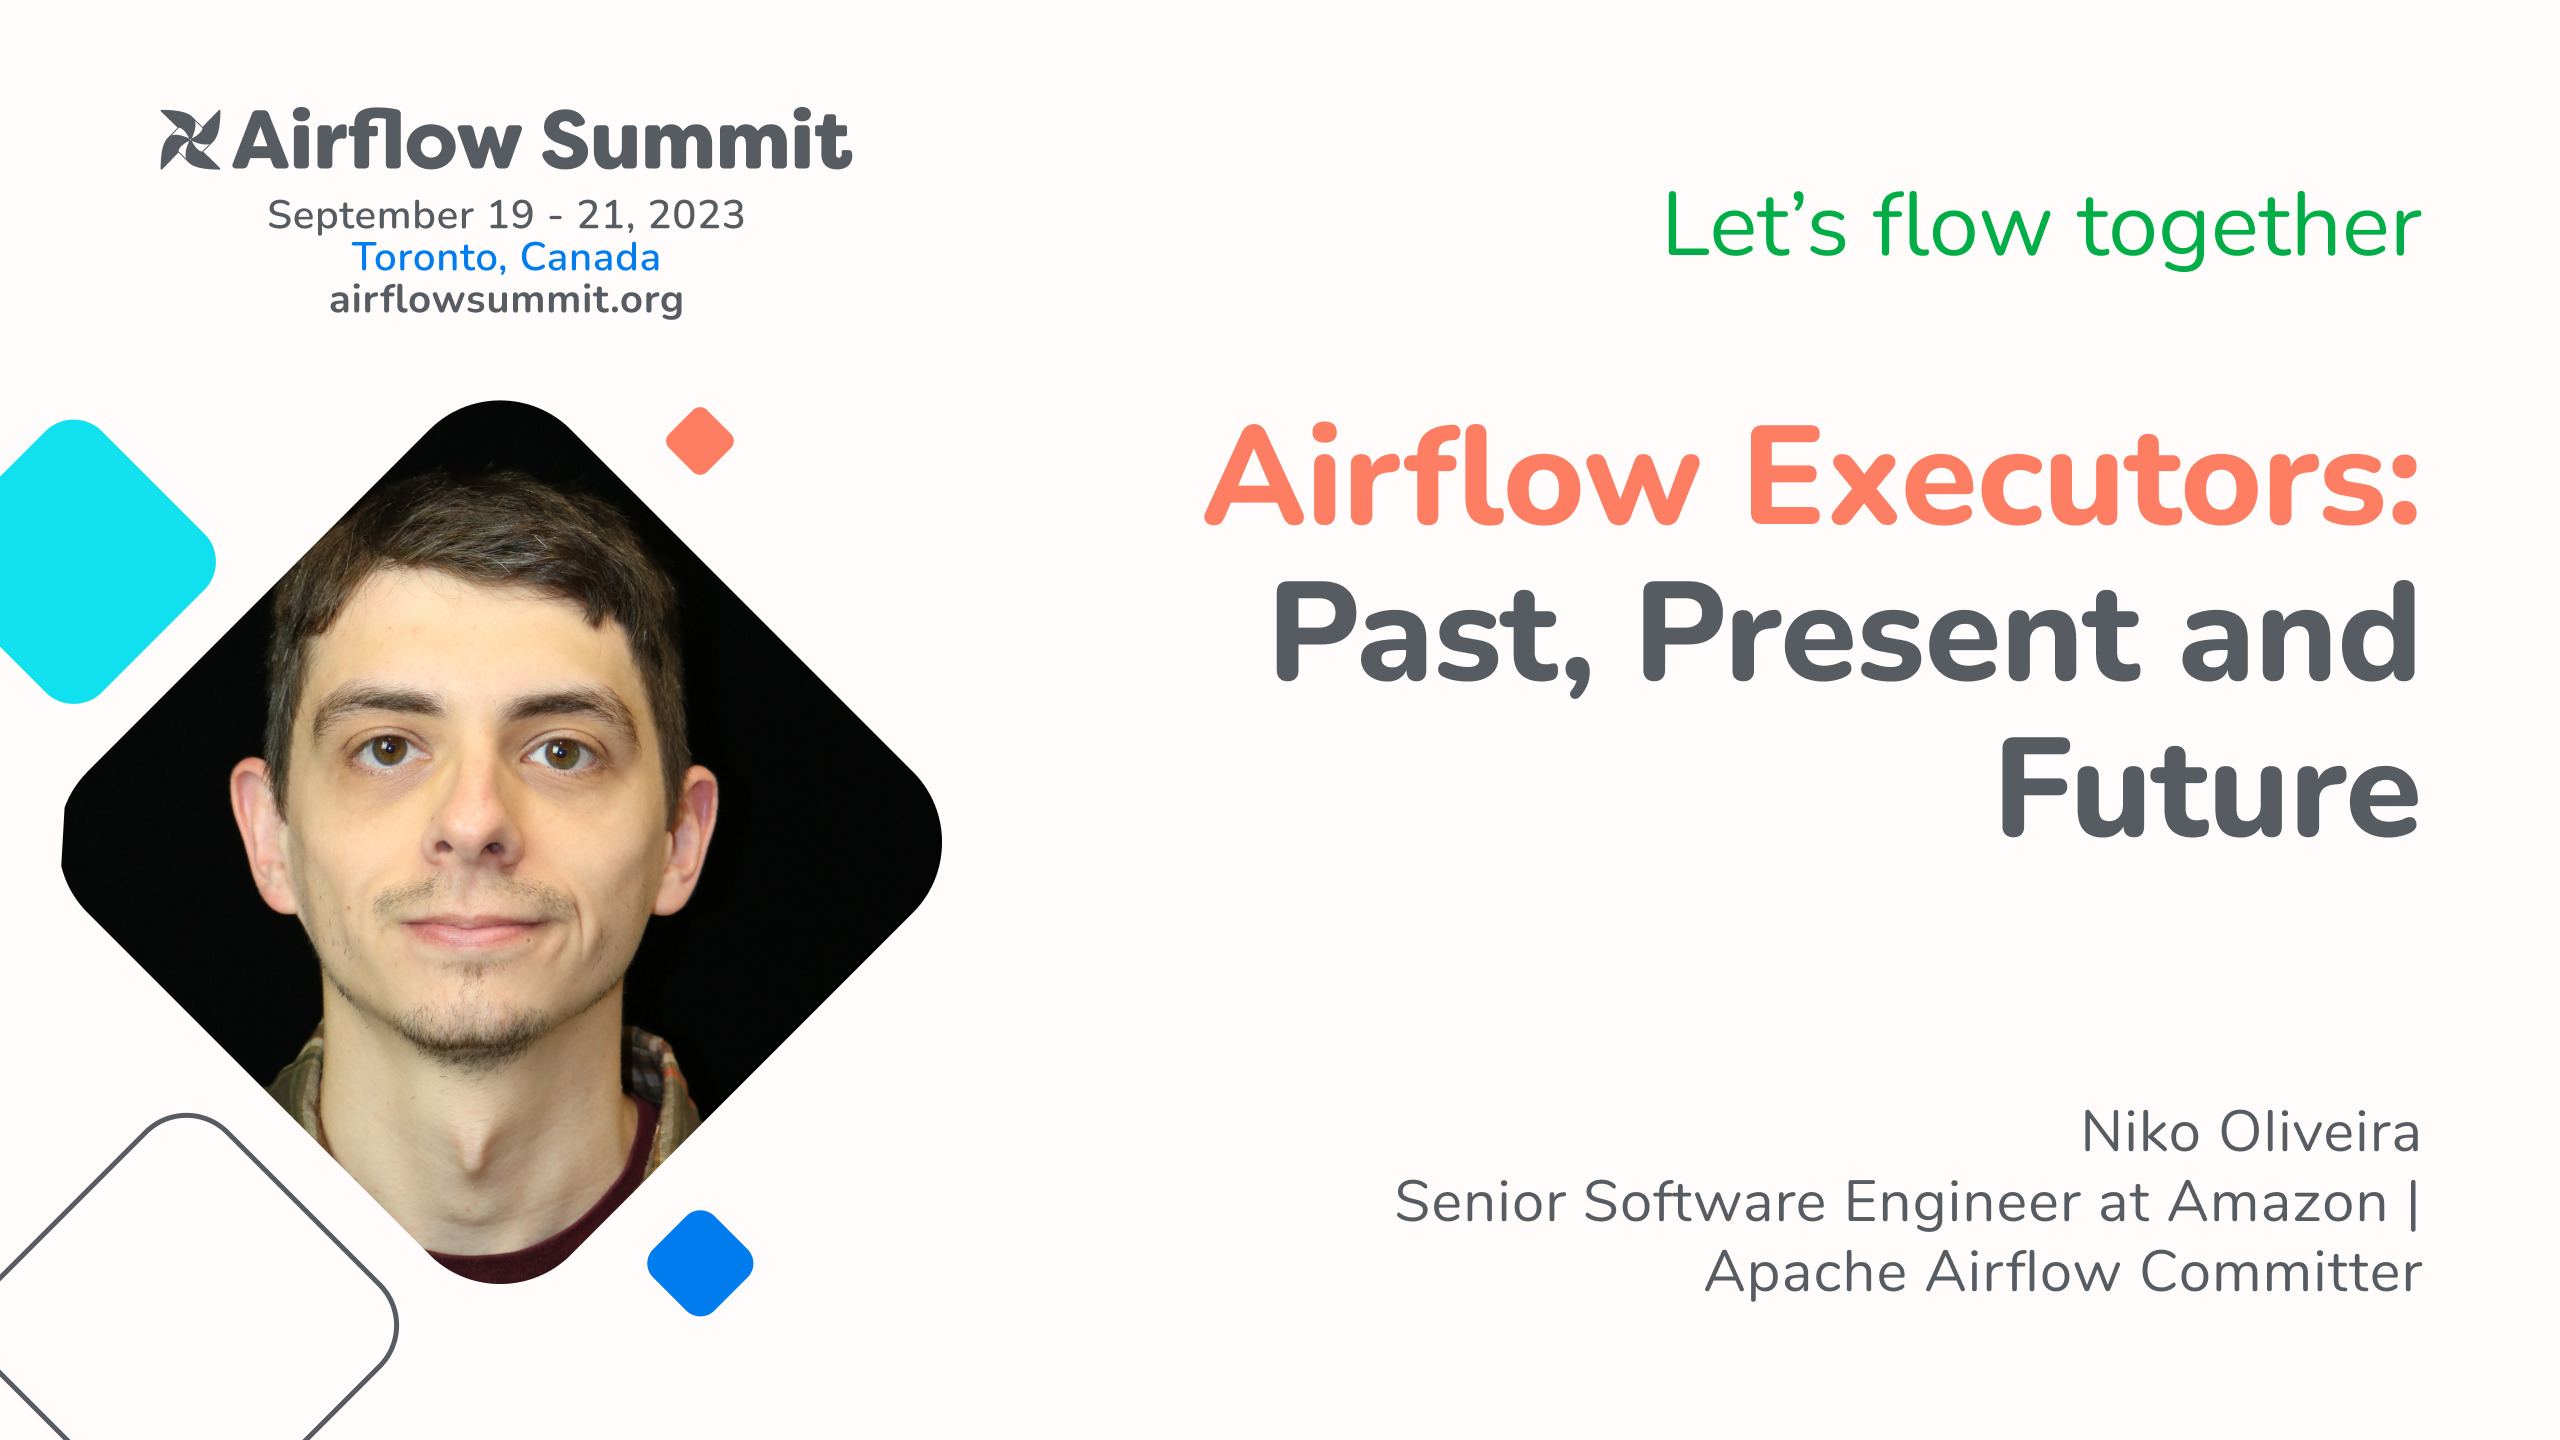 Airflow Summit
September 19 - 21, 2023
Toronto, Canada
airflowsummit.org
Let’s flow together
Airflow Executors:
Past, Present and
Future
Niko Oliveira
Senior Software Engineer at Amazon |
Apache Airflow Committer